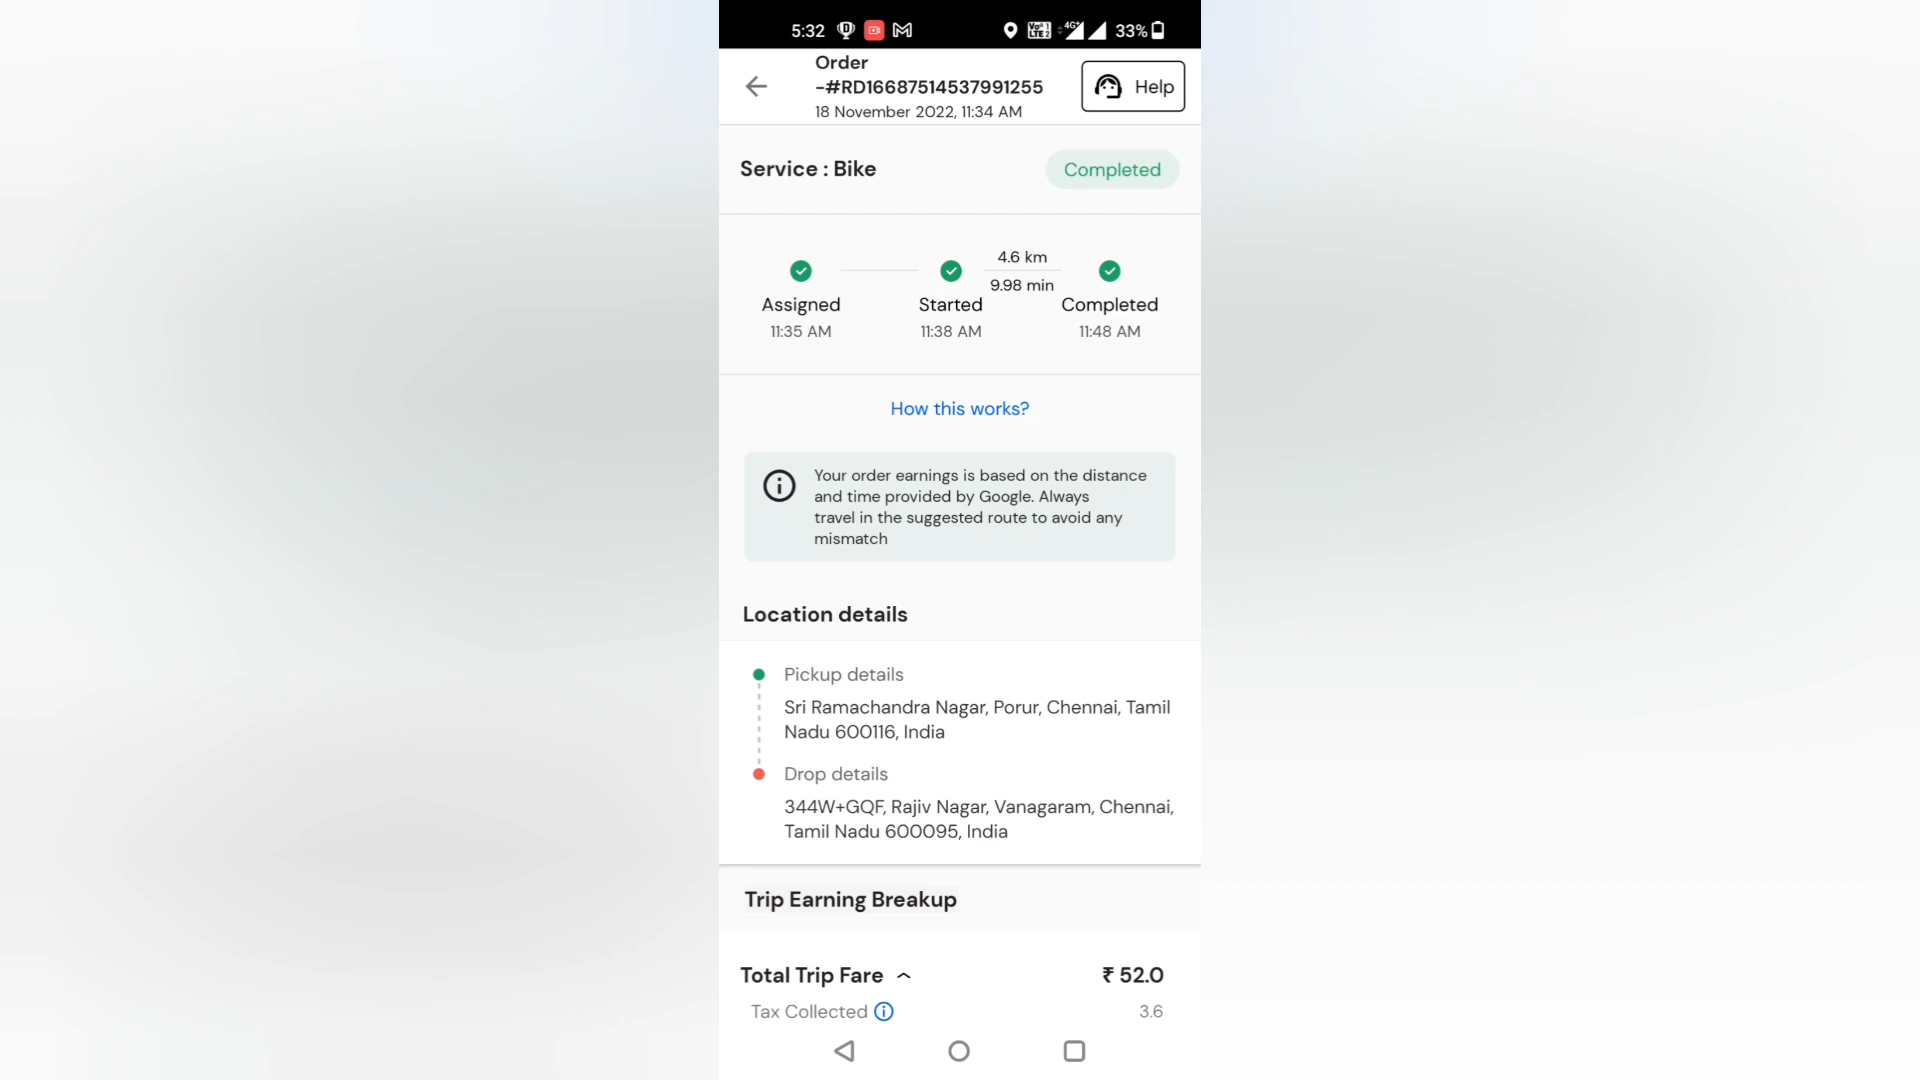 5:32 33%
Order
-#RD16687514537991255
18 November 2022, 11:34 AM
Help
Service : Bike
Completed
4.6 km
9.98 min
Assigned Started Completed
11:35 AM 11:38 AM 11:48 AM
How this works?
Your order earnings is based on the distance
and time provided by Google. Always
travel in the suggested route to avoid any
mismatch
Location details
Pickup details
Sri Ramachandra Nagar, Porur, Chennai, Tamil
Nadu 600116, India
Drop details
344W+GQF, Rajiv Nagar, Vanagaram, Chennai,
Tamil Nadu 600095, India
Trip Earning Breakup
Total Trip Fare ₹ 52.0
Tax Collected 3.6